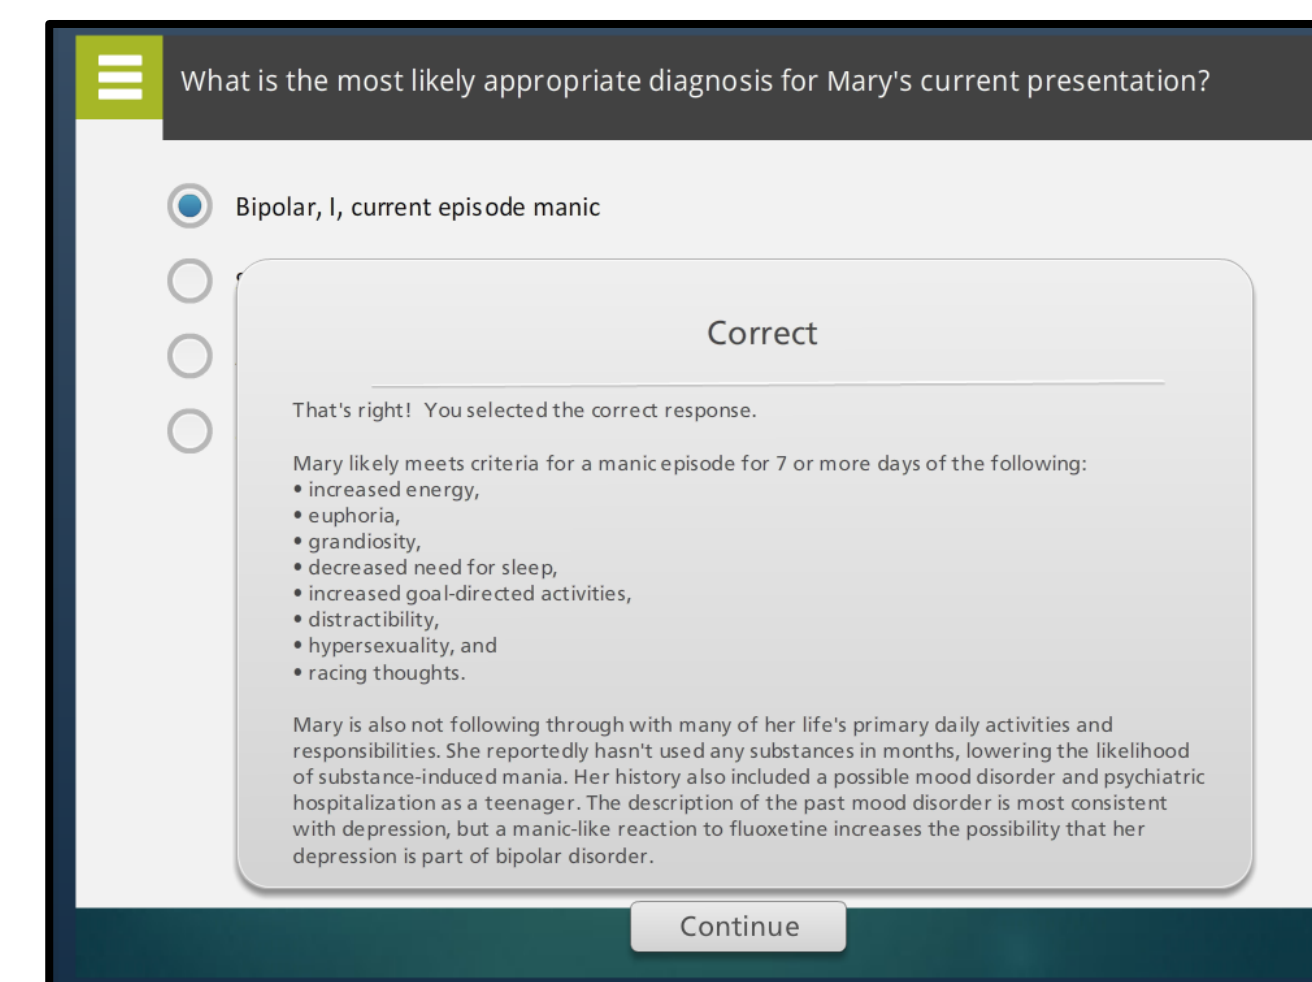 What is the most likely appropriate diagnosis for Mary's current presentation?
Bipolar, I, current episode manic
Correct
That's right!  You selected the correct response.
Mary likely meets criteria for a manic episode for 7 or more days of the following:
• increased energy,
• euphoria,
• grandiosity,
• decreased need for sleep,
• increased goal-directed activities,
• distractibility,
• hypersexuality, and
• racing thoughts.
Mary is also not following through with many of her life's primary daily activities and
responsibilities. She reportedly hasn't used any substances in months, lowering the likelihood
of substance-induced mania. Her history also included a possible mood disorder and psychiatric
hospitalization as a teenager. The description of the past mood disorder is most consistent
with depression, but a manic-like reaction to fluoxetine increases the possibility that her
depression is part of bipolar disorder.
Continue